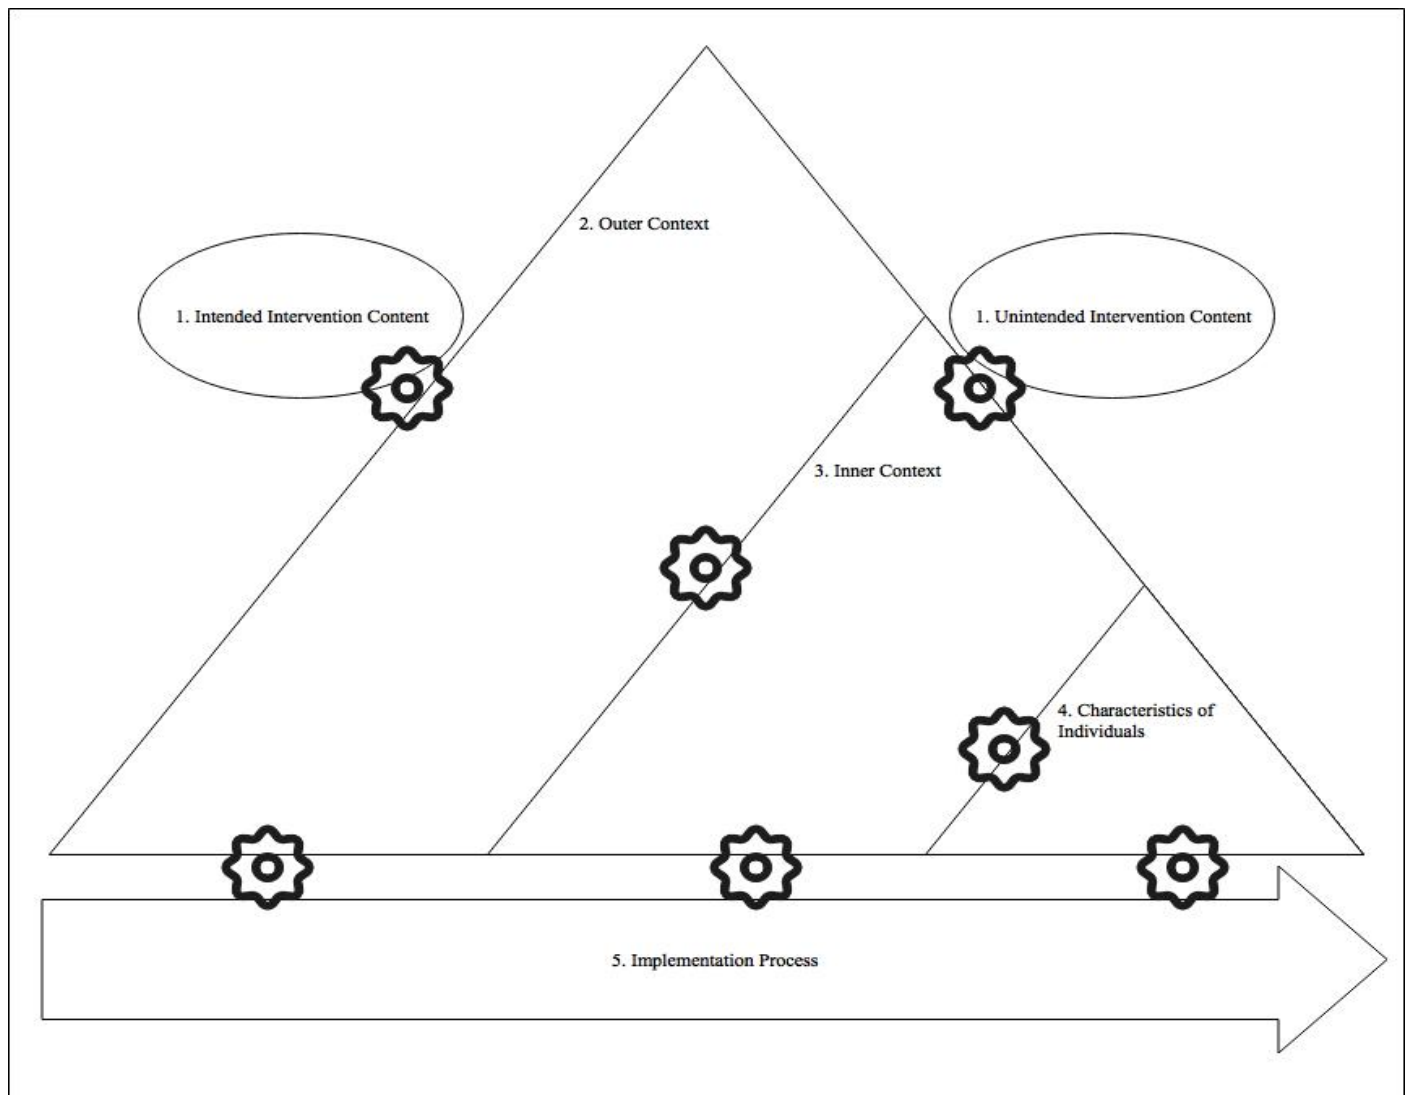 2. Outer Context
1. Intended Intervention Content
1. Unintended Intervention Content
3. Inner Context
4. Characteristics of
Individuals
5. Implementation Process